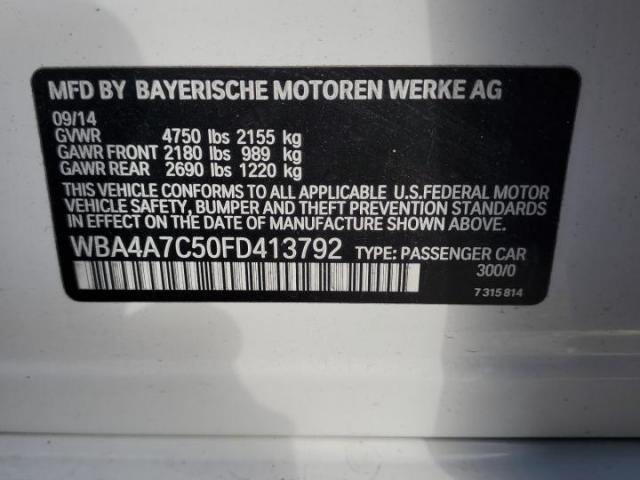 MFD BY BAYERISCHE MOTOREN WERKE AG
09/14
GVWR 4750 lbs 2155 kg
GAWR FRONT 2180 lbs 989 kg
GAWR REAR 2690 lbs 1220 kg
THIS VEHICLE CONFORMS TO ALL APPLICABLE U.S.FEDERAL MOTOR
VEHICLE SAFETY, BUMPER AND THEFT PREVENTION STANDARDS
IN EFFECT ON THE DATE OF MANUFACTURE SHOWN ABOVE.
WBA4A7C50FD413792 TYPE: PASSENGER CAR
300/0
7 315 814